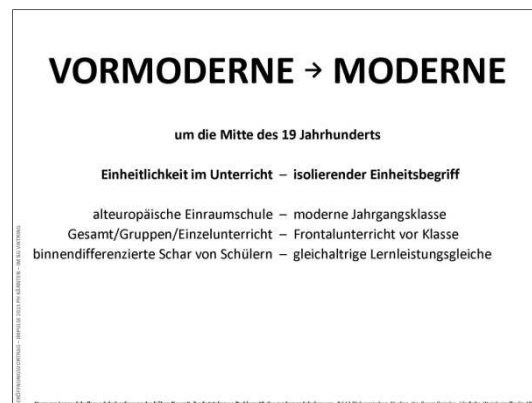 VORMODERNE → MODERNE
um die Mitte des 19 Jahrhunderts
Einheitlichkeit im Unterricht – isolierender Einheitsbegriff
alteuropäische Einraumschule – moderne Jahrgangsklasse
Gesamt/Gruppen/Einzelunterricht – Frontalunterricht vor Klasse
binnendifferenzierte Schar von Schülern – gleichaltrige Lernleistungsgleiche